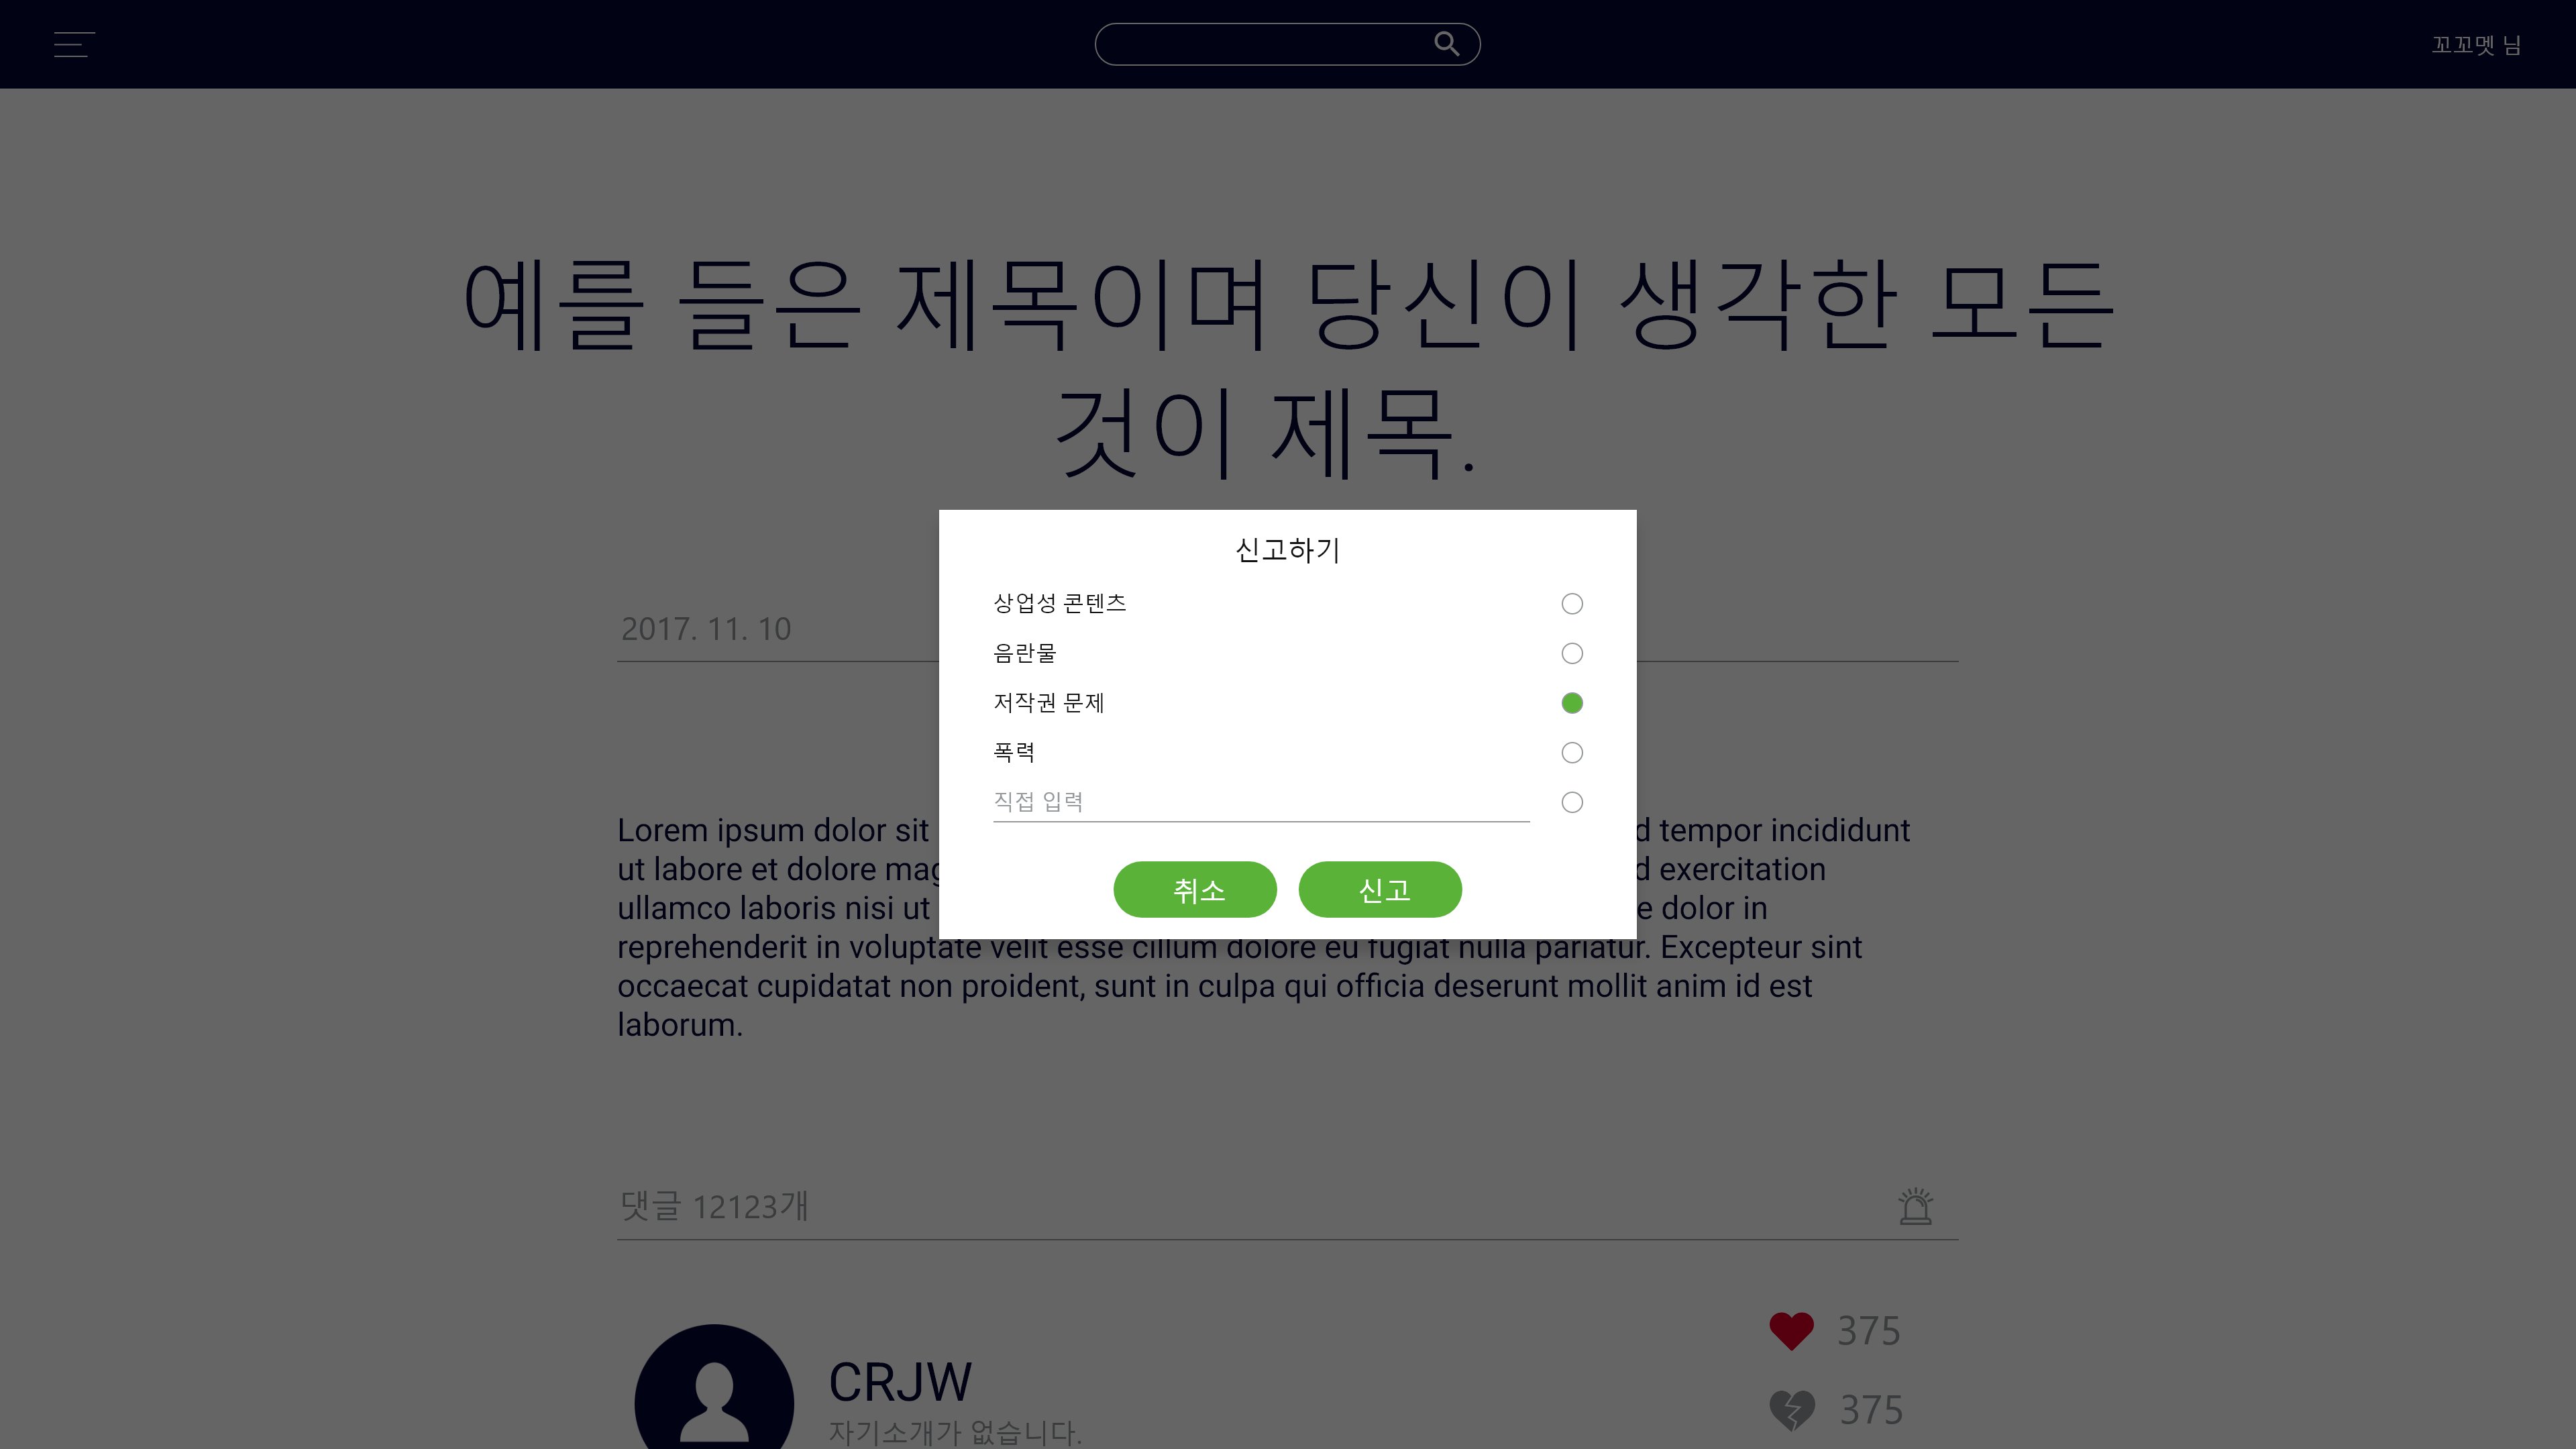 꼬꼬멧 님
예를 들은 제목이며 당신이 생각한 모든
것이 제목.
신고하기
상업성 콘텐츠
음란물
저작권 문제
폭력
직접 입력
취소 신고
2017. 11. 10
Lorem ipsum dolor sit d tempor incididunt
ut labore et dolore mag d exercitation
ullamco laboris nisi ut e dolor in
reprehenderit in voluptate velit esse cillum dolore eu fugiat nulla pariatur. Excepteur sint
occaecat cupidatat non proident, sunt in culpa qui officia deserunt mollit anim id est
laborum.
댓글 12123개
375
CRJW
375
자기소개가 없습니다.